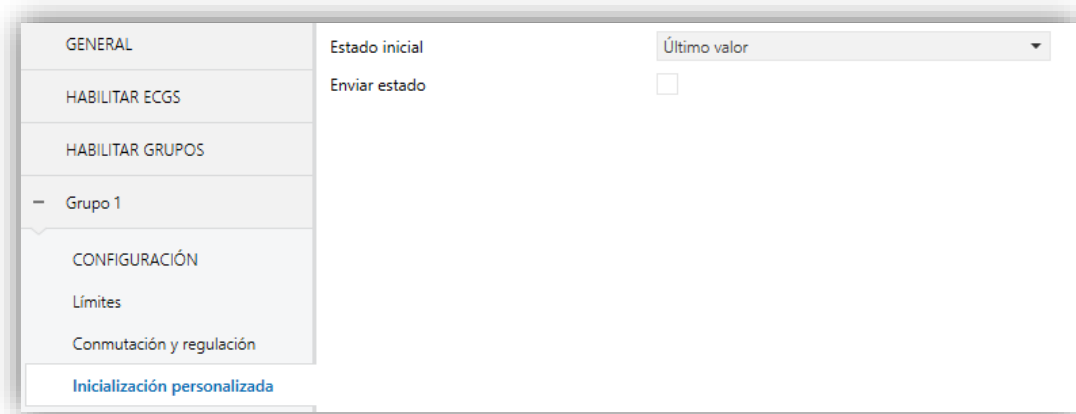 GENERAL
HABILITAR ECGS
HABILITAR GRUPOS
Grupo 1
CONFIGURACIÓN
Límites
Conmutación y regulación
Inicialización personalizada
Estado inicial
Último valor
Enviar estado